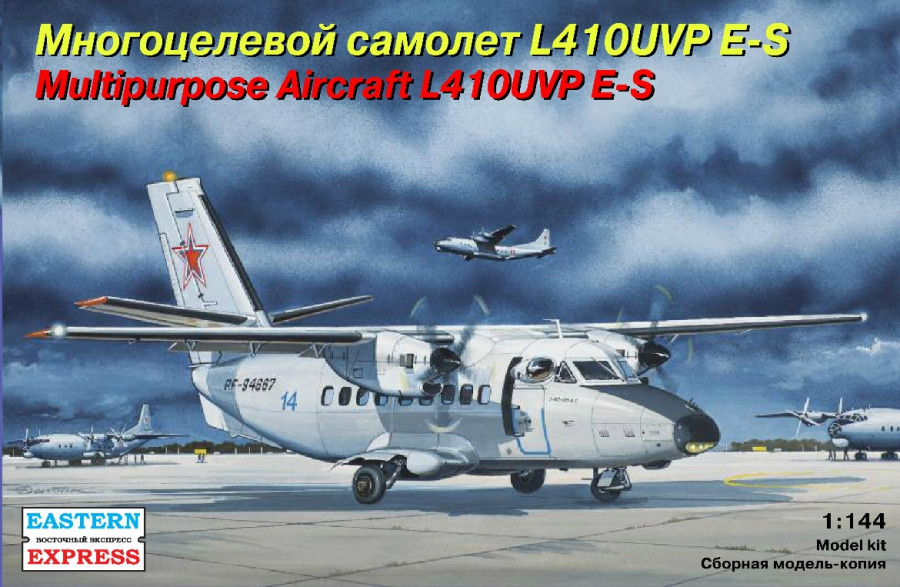 Многоцелевой самолет L410UVP E-S
Multipurpose Aircraft L410UVP E-S
RF-94667
14
EASTERN
ВОСТОЧНЫЙ ЭКСПРЕСС
EXPRESS
1:144
Model kit
Сборная модель-копия